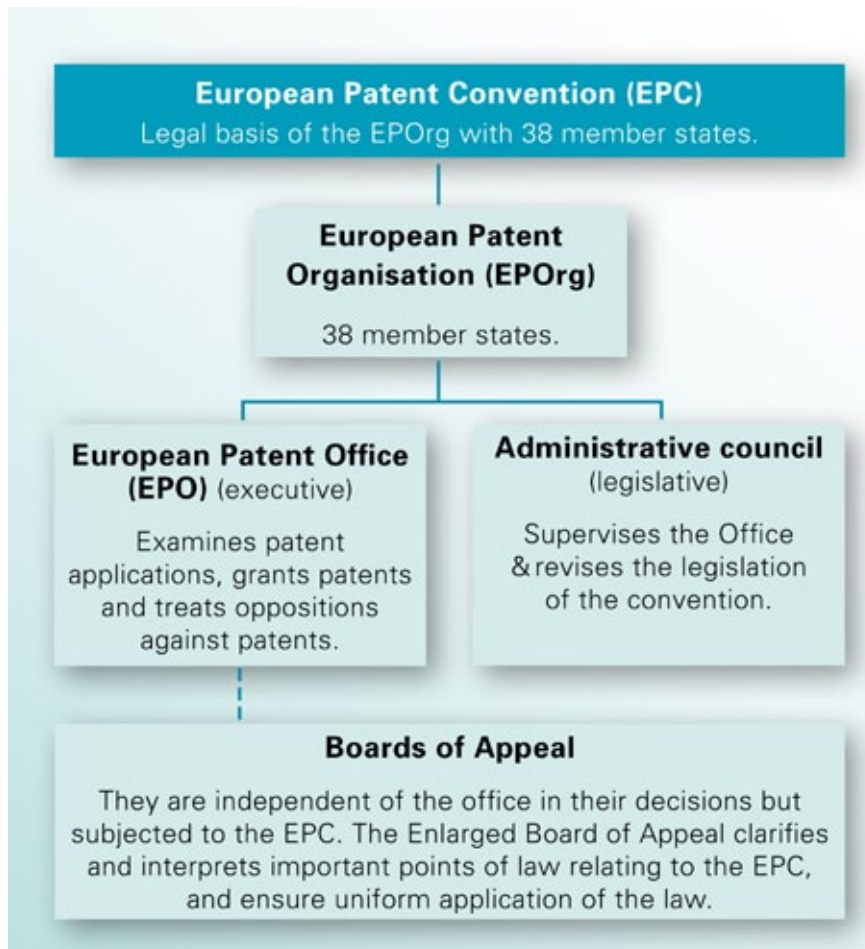 European Patent Convention (EPC)
Legal basis of the EPOrg with 38 member states.
European Patent
Organisation (EPOrg)
38 member states.
European Patent Office
(EPO) (executive)
Examines patent
applications, grants patents
and treats oppositions
against patents.
Administrative council
(legislative)
Supervises the Office
& revises the legislation
of the convention.
Boards of Appeal
They are independent of the office in their decisions but
subjected to the EPC. The Enlarged Board of Appeal clarifies
and interprets important points of law relating to the EPC,
and ensure uniform application of the law.